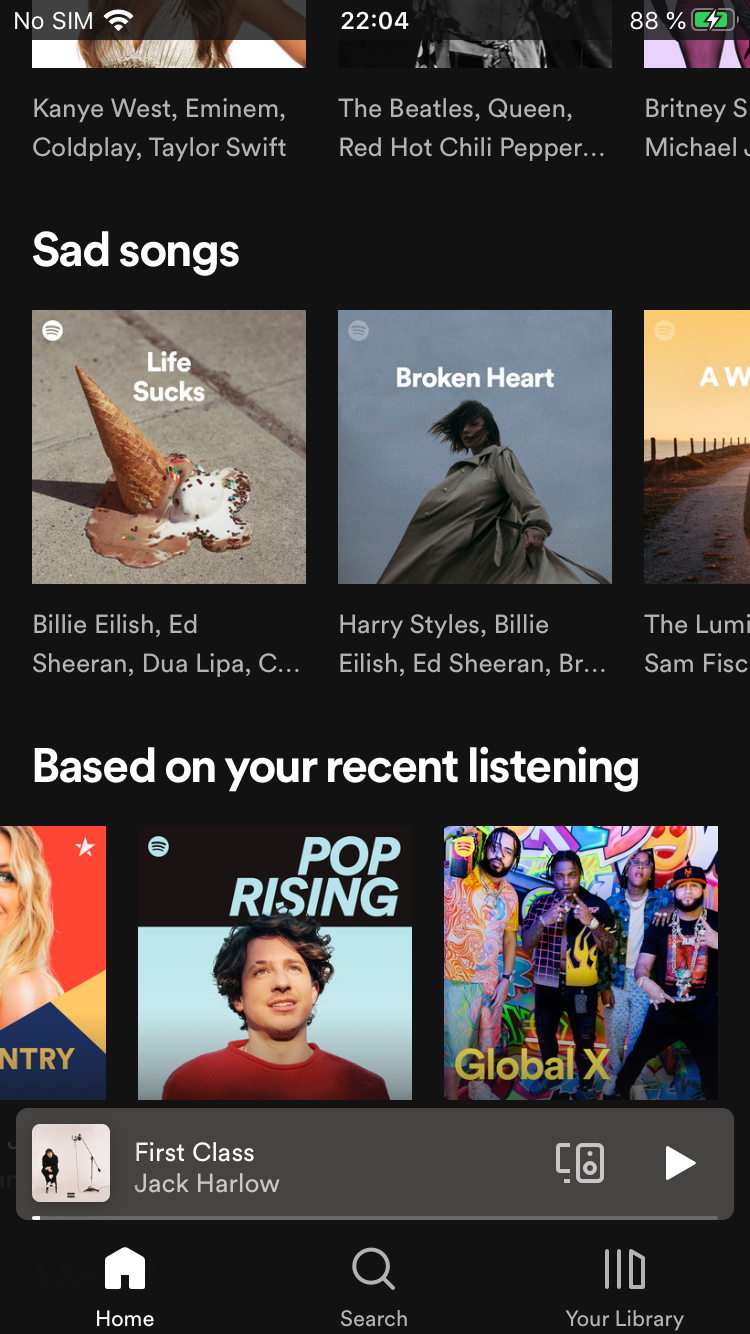 No SIM 22:04 88 %
Kanye West, Eminem,
Coldplay, Taylor Swift
The Beatles, Queen,
Red Hot Chili Pepper...
Britney S
Michael J
Sad songs
Life
Sucks
Broken Heart
A W
Billie Eilish, Ed
Sheeran, Dua Lipa, C...
Harry Styles, Billie
Eilish, Ed Sheeran, Br...
The Lumi
Sam Fisc
Based on your recent listening
NTRY
POP
RISING
Global X
First Class
Jack Harlow
Home
Search
Your Library